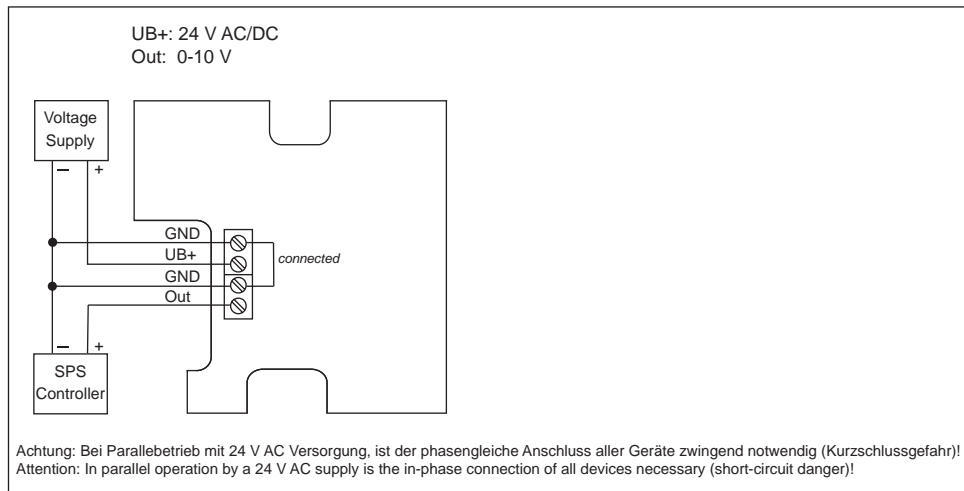 UB+: 24 V AC/DC
Out: 0-10 V
Voltage
Supply
– +
GND
UB+
connected
GND
Out
– +
SPS
Controller
Achtung: Bei Parallebetrieb mit 24 V AC Versorgung, ist der phasengleiche Anschluss aller Geräte zwingend notwendig (Kurzschlussgefahr)!
Attention: In parallel operation by a 24 V AC supply is the in-phase connection of all devices necessary (short-circuit danger)!